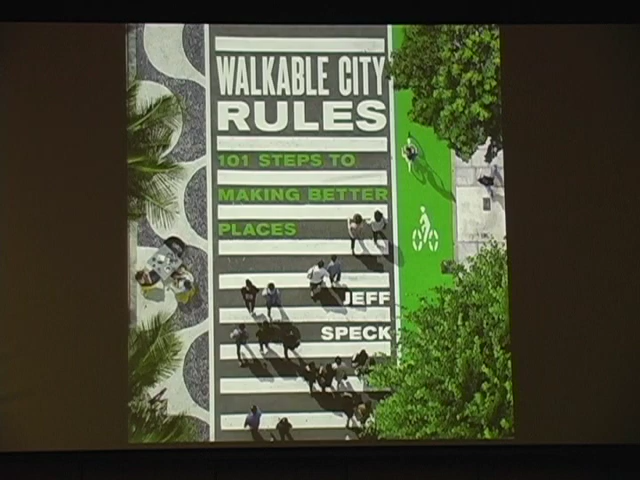 WALKABLE CITY
RULES
101 STEPS TO
MAKING BETTER
PLACES
JEFF
SPECK